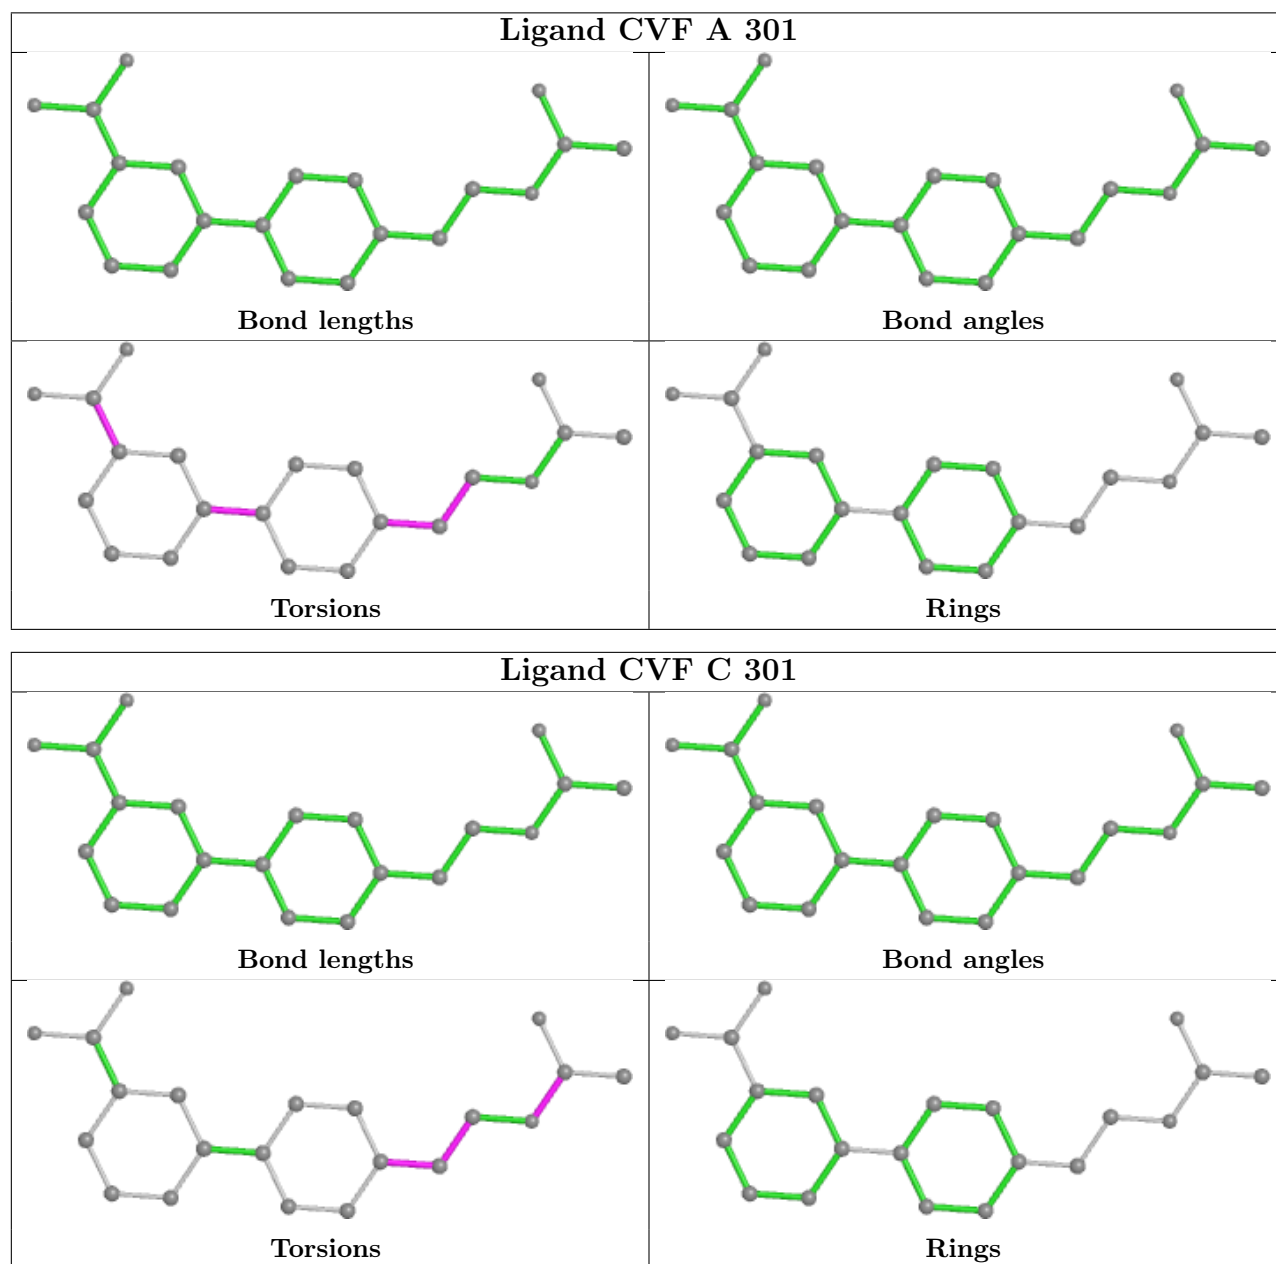 Ligand CVF A 301
Bond lengths
Bond angles
Torsions
Rings
Ligand CVF C 301
Bond lengths
Bond angles
Torsions
Rings